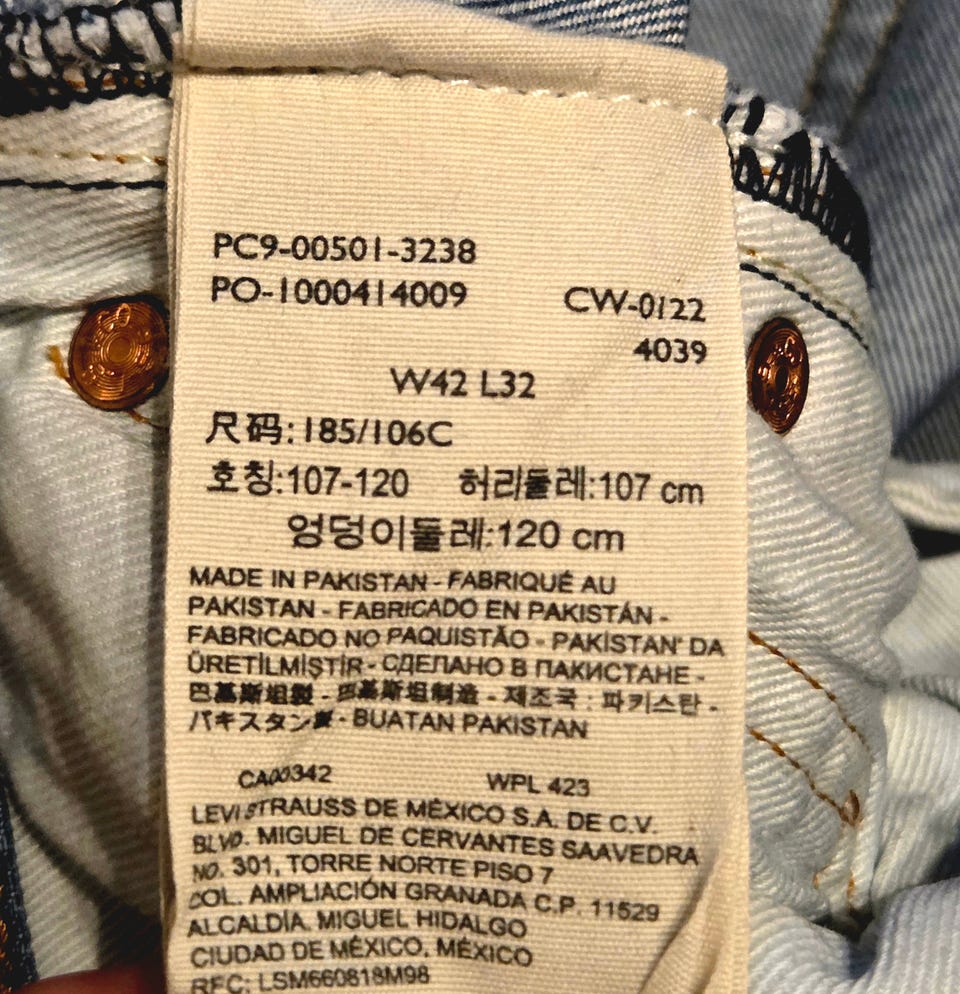 PC9-00501-3238
PO-1000414009 CW-0122
4039
W42 L32
尺码: 185/106C
호칭:107-120 허리둘레:107 cm
엉덩이둘레:120 cm
MADE IN PAKISTAN - FABRIQUÉ AU
PAKISTAN - FABRICADO EN PAKISTÁN -
FABRICADO NO PAQUISTÃO - PAKİSTAN' DA
ÜRETİLMİŞTİR - СДЕЛАНО В ПАКИСТАНЕ -
巴基斯坦製 - 巴基斯坦制造 - 제조국 : 파키스탄 -
パキスタン製 - BUATAN PAKISTAN
CA00342 WPL 423
LEVI STRAUSS DE MÉXICO S.A. DE C.V.
BLVD. MIGUEL DE CERVANTES SAAVEDRA
NO. 301, TORRE NORTE PISO 7
COL. AMPLIACIÓN GRANADA C.P. 11529
ALCALDÍA. MIGUEL HIDALGO
CIUDAD DE MÉXICO, MÉXICO
RFC: LSM660818M98